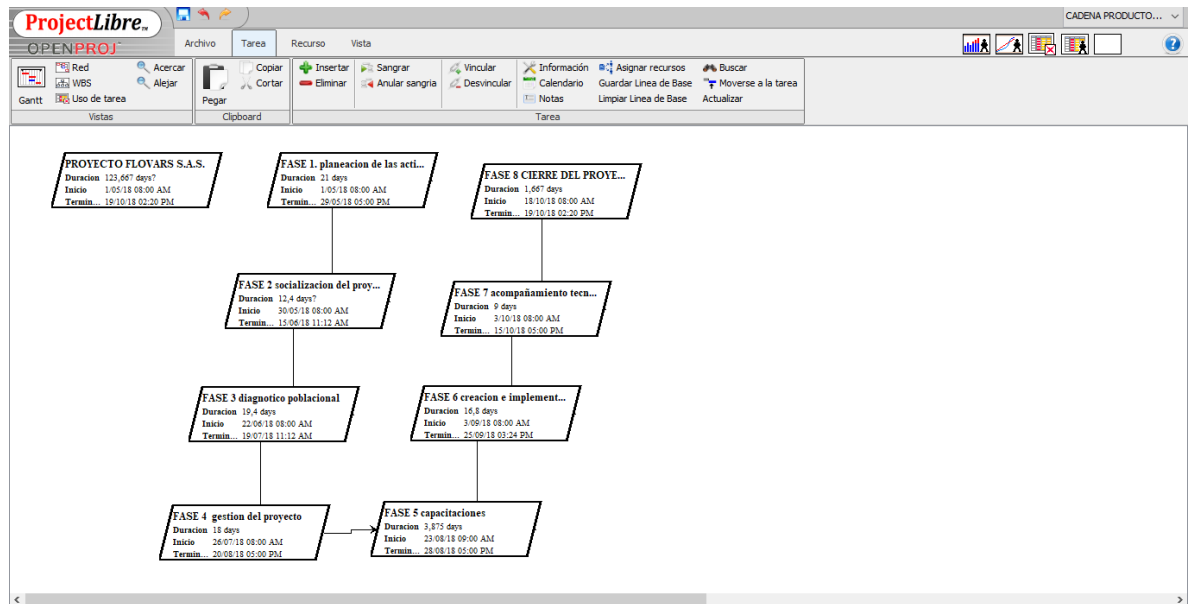 ProjectLibre™
OPENPROJ
CADENA PRODUCTO...
Archivo Tarea Recurso Vista
Gantt
Red
WBS
Uso de tarea
Acercar
Alejar
Vistas
Pegar
Copiar
Cortar
Clipboard
Insertar
Eliminar
Sangrar
Anular sangria
Vincular
Desvincular
Información
Calendario
Notas
Asignar recursos
Guardar Linea de Base
Limpiar Linea de Base
Buscar
Moverse a la tarea
Actualizar
Tarea
PROYECTO FLOVARS S.A.S.
Duracion 123,667 days?
Inicio 1/05/18 08:00 AM
Termin... 19/10/18 02:20 PM
FASE 1. planeacion de las acti...
Duracion 21 days
Inicio 1/05/18 08:00 AM
Termin... 29/05/18 05:00 PM
FASE 8 CIERRE DEL PROYE...
Duracion 1,667 days
Inicio 18/10/18 08:00 AM
Termin... 19/10/18 02:20 PM
FASE 2 socializacion del proy...
Duracion 12,4 days?
Inicio 30/05/18 08:00 AM
Termin... 15/06/18 11:12 AM
FASE 7 acompañamiento tecn...
Duracion 9 days
Inicio 3/10/18 08:00 AM
Termin... 15/10/18 05:00 PM
FASE 3 diagnotico poblacional
Duracion 19,4 days
Inicio 22/06/18 08:00 AM
Termin... 19/07/18 11:12 AM
FASE 6 creacion e implement...
Duracion 16,8 days
Inicio 3/09/18 08:00 AM
Termin... 25/09/18 03:24 PM
FASE 4 gestion del proyecto
Duracion 18 days
Inicio 26/07/18 08:00 AM
Termin... 20/08/18 05:00 PM
FASE 5 capacitaciones
Duracion 3,875 days
Inicio 23/08/18 09:00 AM
Termin... 28/08/18 05:00 PM